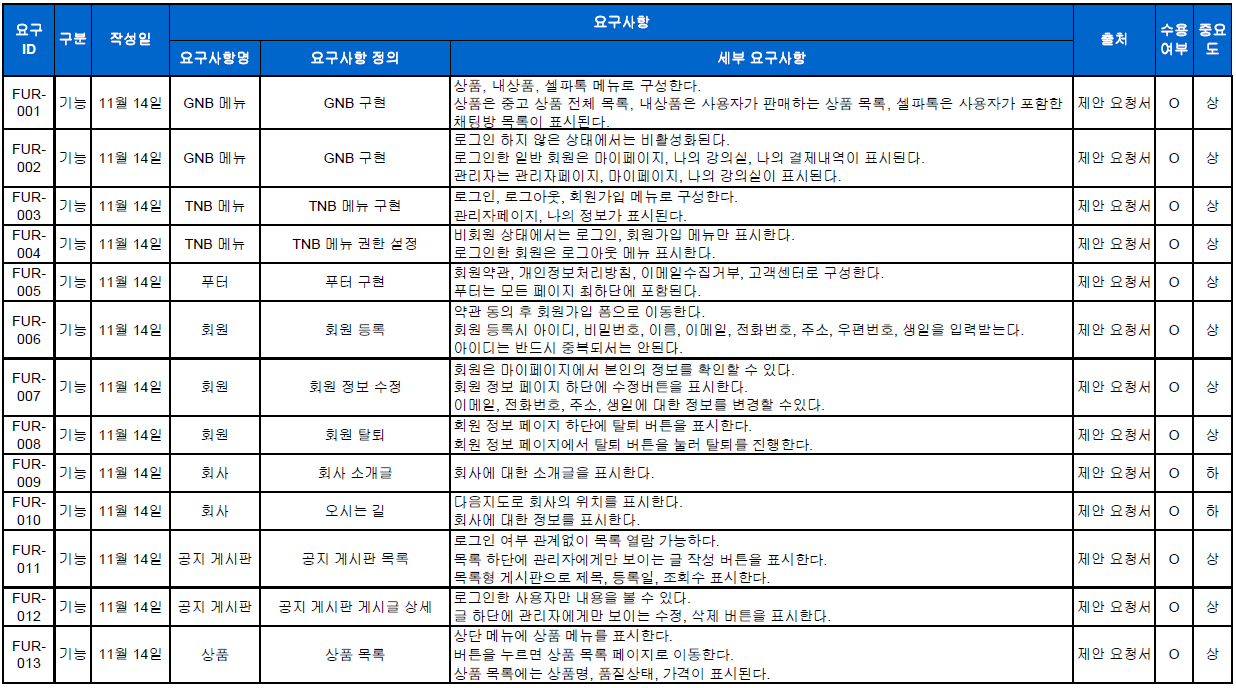 요구 ID 구분 작성일 요구사항 출처 수용 여부 중요 도
요구사항명 요구사항 정의 세부 요구사항
FUR-001 기능 11월 14일 GNB 메뉴 GNB 구현 상품, 내상품, 셀파톡 메뉴로 구성한다.
상품은 중고 상품 전체 목록, 내상품은 사용자가 판매하는 상품 목록, 셀파톡은 사용자가 포함한
채팅방 목록이 표시된다. 제안 요청서 O 상
FUR-002 기능 11월 14일 GNB 메뉴 GNB 구현 로그인 하지 않은 상태에서는 비활성화된다.
로그인한 일반 회원은 마이페이지, 나의 강의실, 나의 결제내역이 표시된다.
관리자는 관리자페이지, 마이페이지, 나의 강의실이 표시된다. 제안 요청서 O 상
FUR-003 기능 11월 14일 TNB 메뉴 TNB 메뉴 구현 로그인, 로그아웃, 회원가입 메뉴로 구성한다.
관리자페이지, 나의 정보가 표시된다. 제안 요청서 O 상
FUR-004 기능 11월 14일 TNB 메뉴 TNB 메뉴 권한 설정 비회원 상태에서는 로그인, 회원가입 메뉴만 표시한다.
로그인한 회원은 로그아웃 메뉴 표시한다. 제안 요청서 O 상
FUR-005 기능 11월 14일 푸터 푸터 구현 회원약관, 개인정보처리방침, 이메일수집거부, 고객센터로 구성한다.
푸터는 모든 페이지 최하단에 포함된다. 제안 요청서 O 상
FUR-006 기능 11월 14일 회원 회원 등록 약관 동의 후 회원가입 폼으로 이동한다.
회원 등록시 아이디, 비밀번호, 이름, 이메일, 전화번호, 주소, 우편번호, 생일을 입력받는다.
아이디는 반드시 중복되서는 안된다. 제안 요청서 O 상
FUR-007 기능 11월 14일 회원 회원 정보 수정 회원은 마이페이지에서 본인의 정보를 확인할 수 있다.
회원 정보 페이지 하단에 수정버튼을 표시한다.
이메일, 전화번호, 주소, 생일에 대한 정보를 변경할 수있다. 제안 요청서 O 상
FUR-008 기능 11월 14일 회원 회원 탈퇴 회원 정보 페이지 하단에 탈퇴 버튼을 표시한다.
회원 정보 페이지에서 탈퇴 버튼을 눌러 탈퇴를 진행한다. 제안 요청서 O 상
FUR-009 기능 11월 14일 회사 회사 소개글 회사에 대한 소개글을 표시한다. 제안 요청서 O 하
FUR-010 기능 11월 14일 회사 오시는 길 다음지도로 회사의 위치를 표시한다.
회사에 대한 정보를 표시한다. 제안 요청서 O 하
FUR-011 기능 11월 14일 공지 게시판 공지 게시판 목록 로그인 여부 관계없이 목록 열람 가능하다.
목록 하단에 관리자에게만 보이는 글 작성 버튼을 표시한다.
목록형 게시판으로 제목, 등록일, 조회수 표시한다. 제안 요청서 O 상
FUR-012 기능 11월 14일 공지 게시판 공지 게시판 게시글 상세 로그인한 사용자만 내용을 볼 수 있다.
글 하단에 관리자에게만 보이는 수정, 삭제 버튼을 표시한다. 제안 요청서 O 상
FUR-013 기능 11월 14일 상품 상품 목록 상단 메뉴에 상품 메뉴를 표시한다.
버튼을 누르면 상품 목록 페이지로 이동한다.
상품 목록에는 상품명, 품질상태, 가격이 표시된다. 제안 요청서 O 상